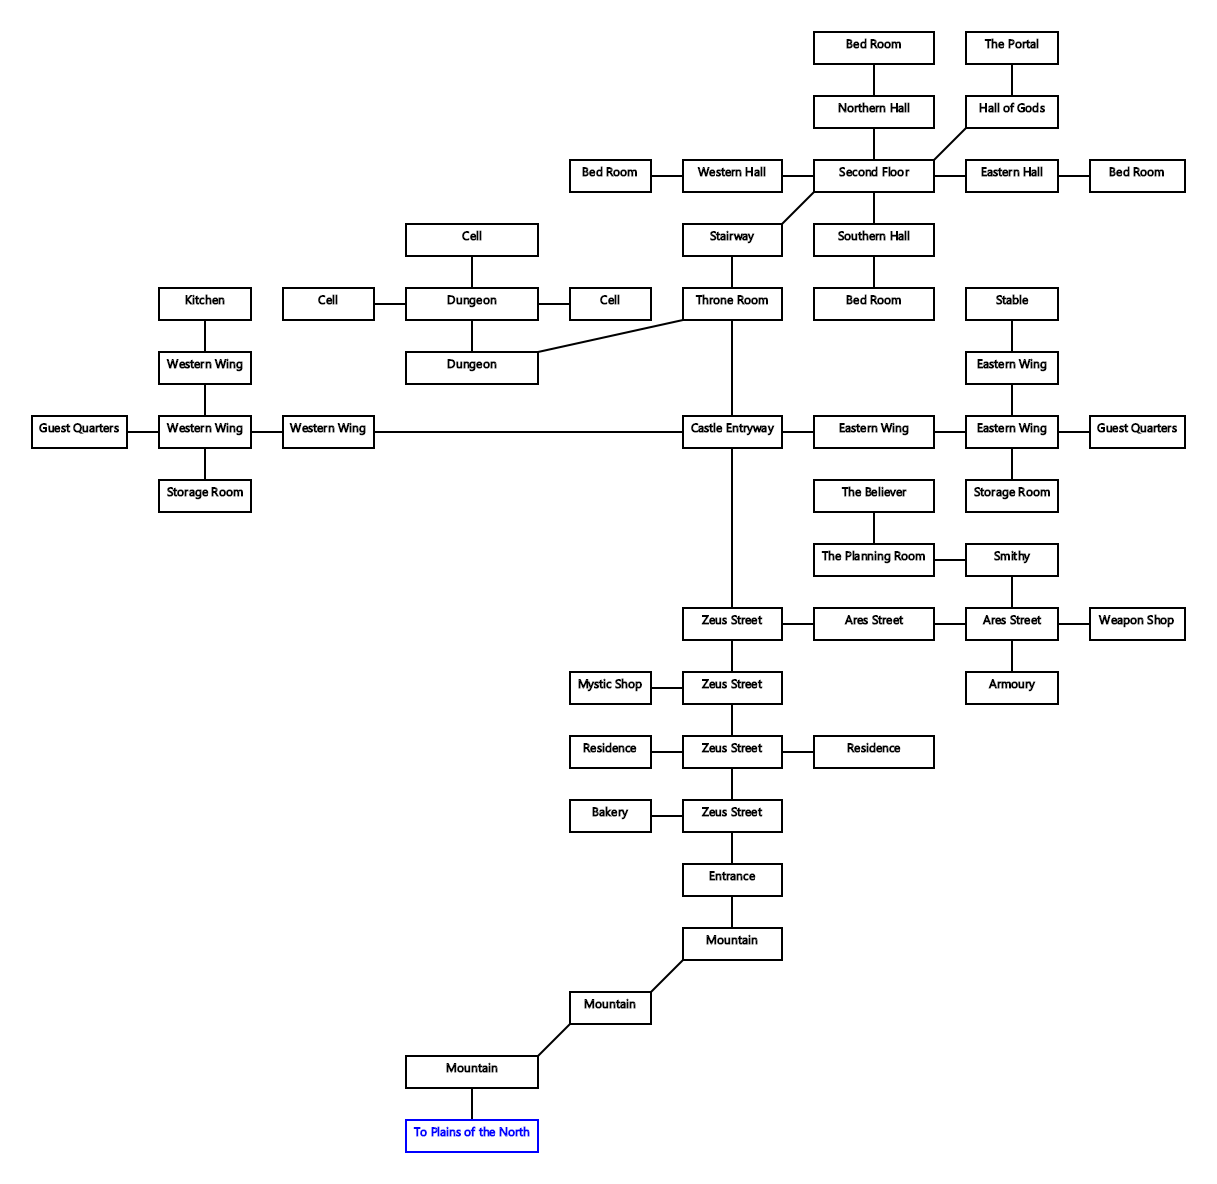 Bed Room
The Portal
Northern Hall
Hall of Gods
Bed Room
Western Hall
Second Floor
Eastern Hall
Bed Room
Cell
Stairway
Southern Hall
Kitchen
Cell
Dungeon
Cell
Throne Room
Bed Room
Stable
Western Wing
Dungeon
Eastern Wing
Guest Quarters
Western Wing
Western Wing
Castle Entryway
Eastern Wing
Eastern Wing
Guest Quarters
Storage Room
The Believer
Storage Room
The Planning Room
Smithy
Zeus Street
Ares Street
Ares Street
Weapon Shop
Mystic Shop
Zeus Street
Armoury
Residence
Zeus Street
Residence
Bakery
Zeus Street
Entrance
Mountain
Mountain
Mountain
To Plains of the North